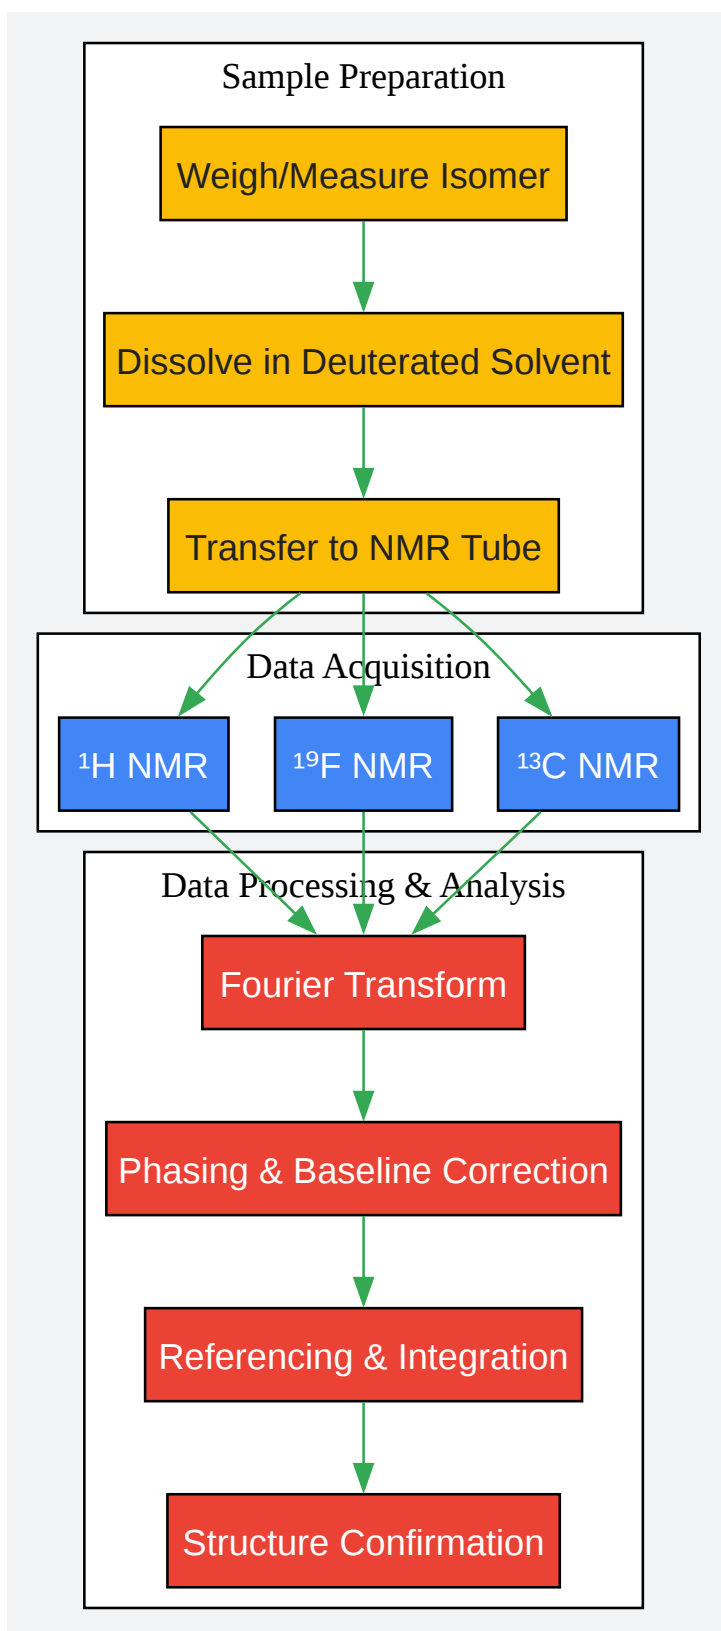 Sample Preparation
Weigh/Measure Isomer
Dissolve in Deuterated Solvent
Transfer to NMR Tube
Data Acquisition
¹H NMR
¹⁹F NMR
¹³C NMR
Data Processing & Analysis
Fourier Transform
Phasing & Baseline Correction
Referencing & Integration
Structure Confirmation